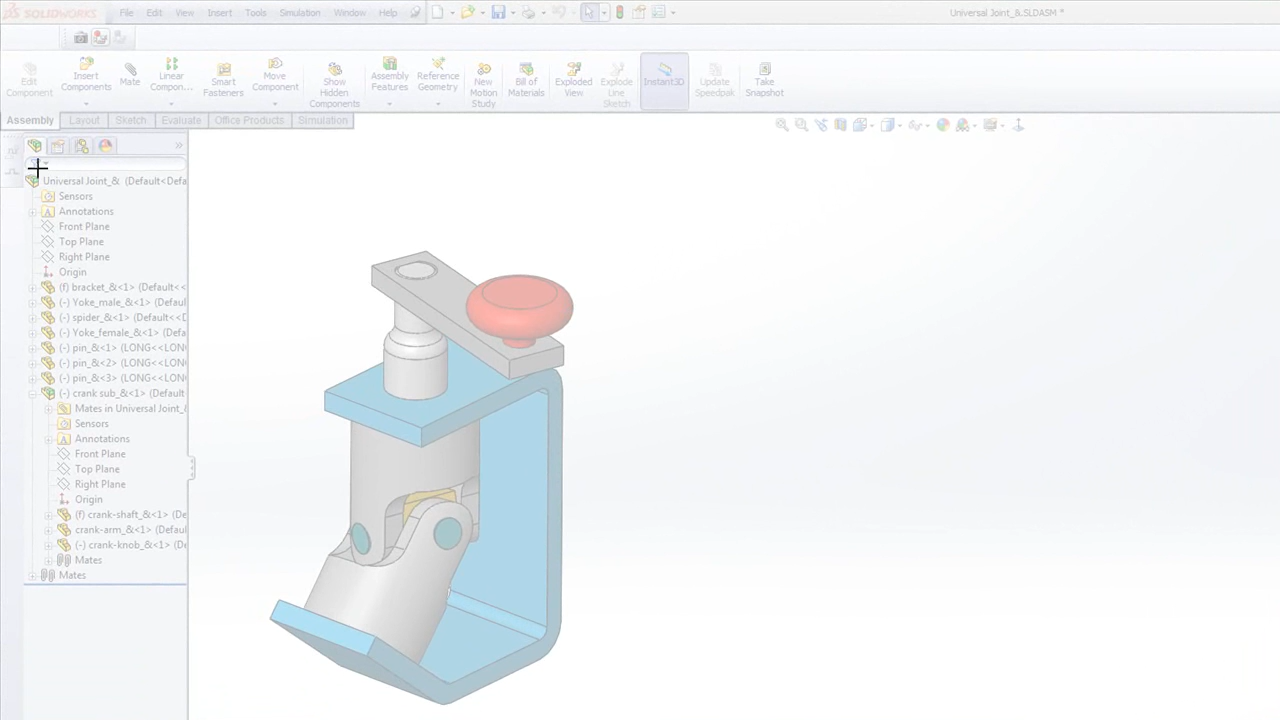 SOLIDWORKS File Edit View Insert Tools Simulation Window Help Universal Joint_&.SLDASM *
Edit Component
Insert Components
Mate
Linear Compon...
Smart Fasteners
Move Component
Show Hidden Components
Assembly Features
Reference Geometry
New Motion Study
Bill of Materials
Exploded View
Explode Line Sketch
Instant3D
Update Speedpak
Take Snapshot
Assembly Layout Sketch Evaluate Office Products Simulation
Universal Joint_& (Default<Defa
Sensors
Annotations
Front Plane
Top Plane
Right Plane
Origin
(f) bracket_&<1> (Default<<
(-) Yoke_male_&<1> (Defaul
(-) spider_&<1> (Default<<D
(-) Yoke_female_&<1> (Defa
(-) pin_&<1> (LONG<<LONG
(-) pin_&<2> (LONG<<LONG
(-) pin_&<3> (LONG<<LONG
(-) crank sub_&<1> (Default
Mates in Universal Joint_&
Sensors
Annotations
Front Plane
Top Plane
Right Plane
Origin
(f) crank-shaft_&<1> (De
crank-arm_&<1> (Defaul
(-) crank-knob_&<1> (De
Mates
Mates